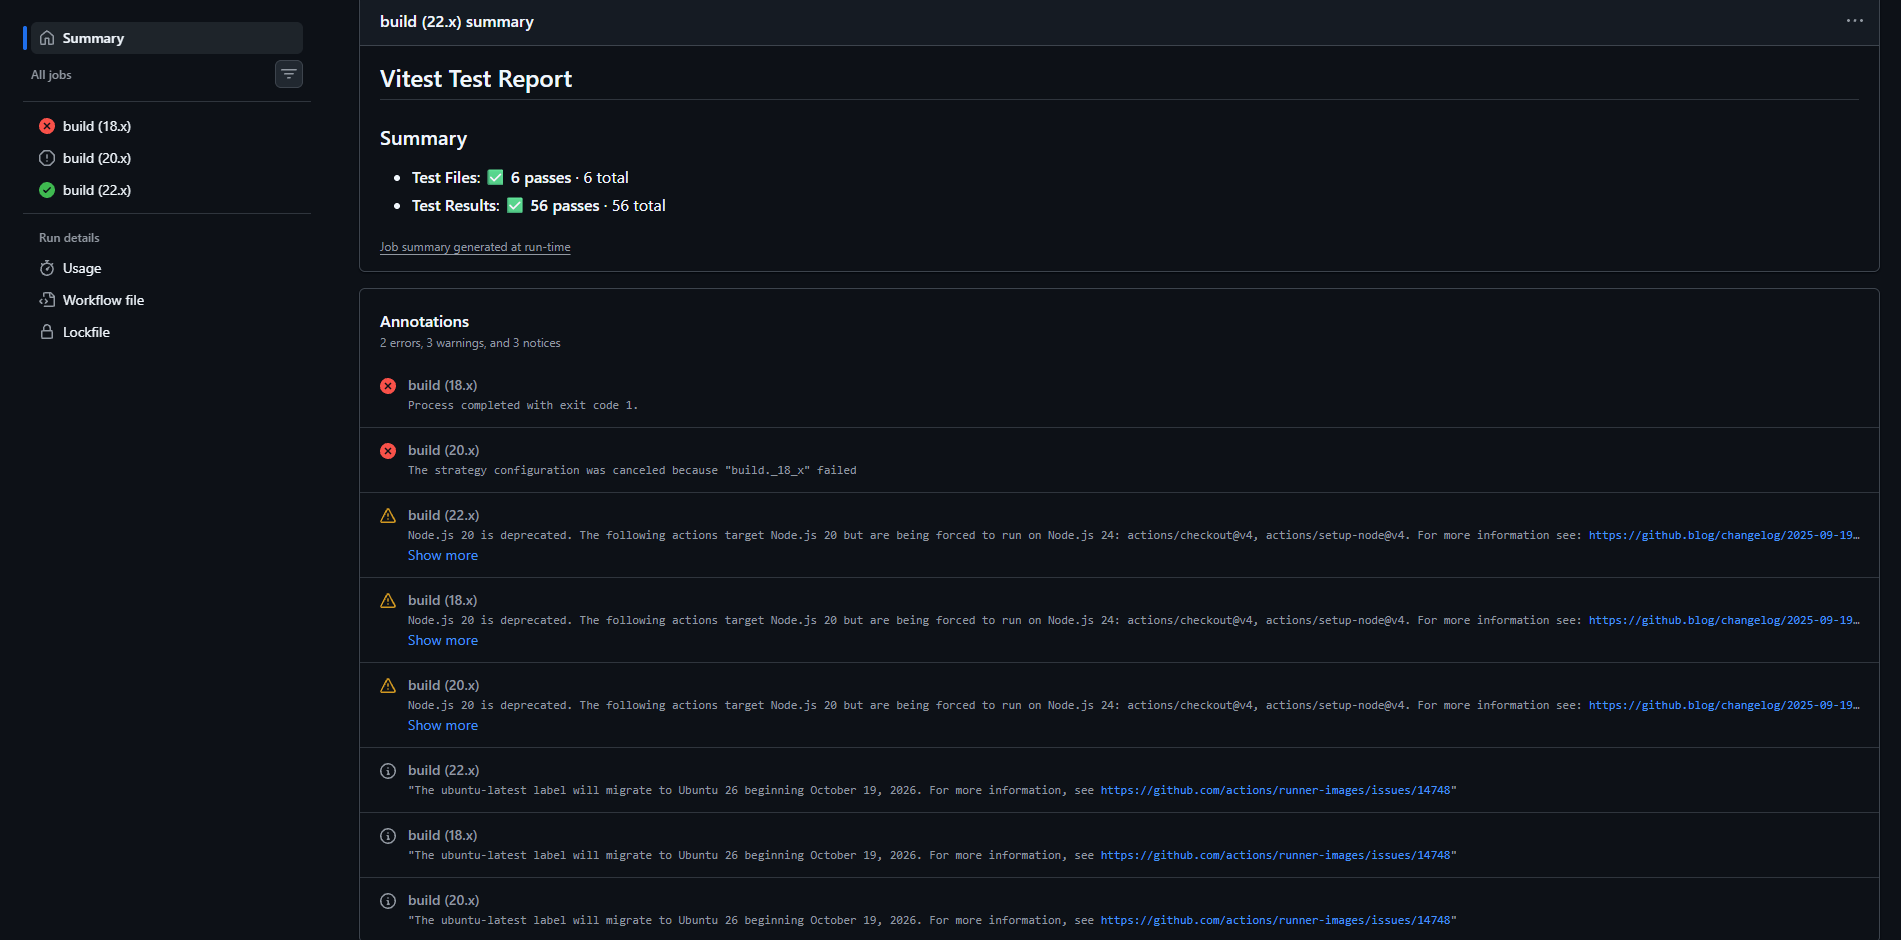 Summary
All jobs
build (18.x)
build (20.x)
build (22.x)
Run details
Usage
Workflow file
Lockfile
build (22.x) summary
Vitest Test Report
Summary
• Test Files: ✅ 6 passes · 6 total
• Test Results: ✅ 56 passes · 56 total
Job summary generated at run-time
Annotations
2 errors, 3 warnings, and 3 notices
build (18.x)
Process completed with exit code 1.
build (20.x)
The strategy configuration was canceled because "build._18_x" failed
build (22.x)
Node.js 20 is deprecated. The following actions target Node.js 20 but are being forced to run on Node.js 24: actions/checkout@v4, actions/setup-node@v4. For more information see: https://github.blog/changelog/2025-09-19…
Show more
build (18.x)
Node.js 20 is deprecated. The following actions target Node.js 20 but are being forced to run on Node.js 24: actions/checkout@v4, actions/setup-node@v4. For more information see: https://github.blog/changelog/2025-09-19…
Show more
build (20.x)
Node.js 20 is deprecated. The following actions target Node.js 20 but are being forced to run on Node.js 24: actions/checkout@v4, actions/setup-node@v4. For more information see: https://github.blog/changelog/2025-09-19…
Show more
build (22.x)
"The ubuntu-latest label will migrate to Ubuntu 26 beginning October 19, 2026. For more information, see https://github.com/actions/runner-images/issues/14748"
build (18.x)
"The ubuntu-latest label will migrate to Ubuntu 26 beginning October 19, 2026. For more information, see https://github.com/actions/runner-images/issues/14748"
build (20.x)
"The ubuntu-latest label will migrate to Ubuntu 26 beginning October 19, 2026. For more information, see https://github.com/actions/runner-images/issues/14748"